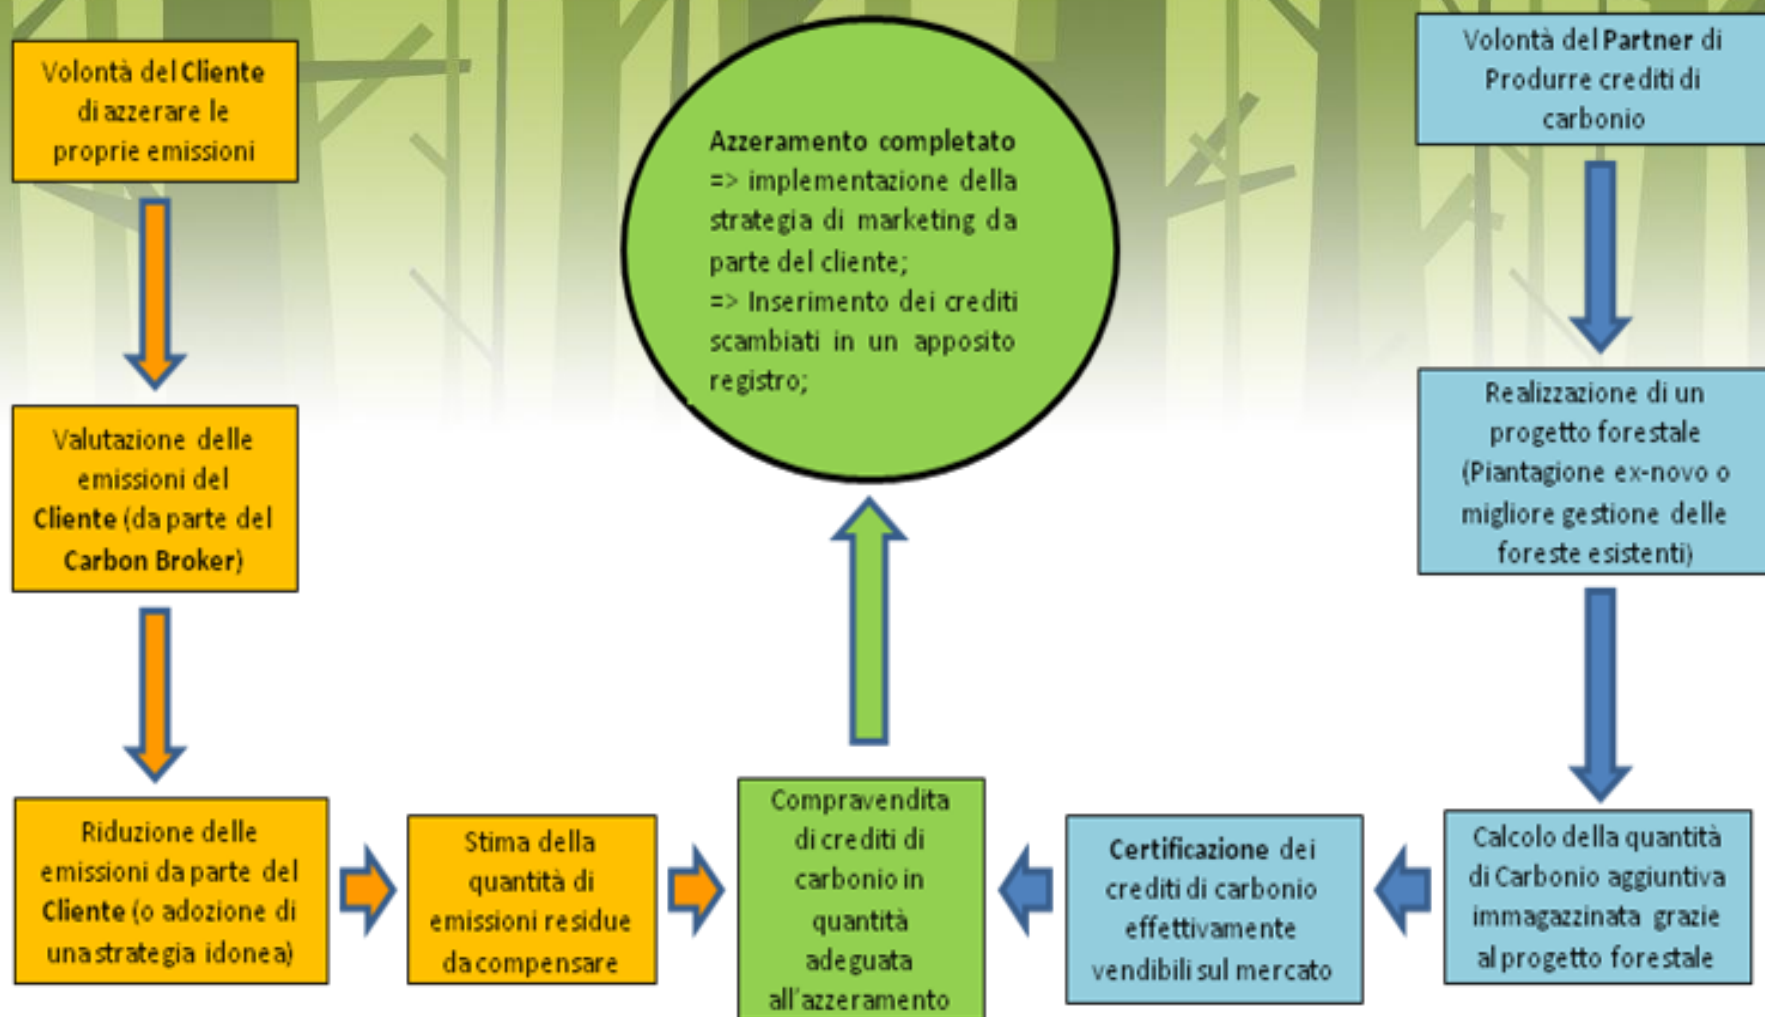 Volontà del Cliente
di azzerare le
proprie emissioni
Valutazione delle
emissioni del
Cliente (da parte del
Carbon Broker)
Riduzione delle
emissioni da parte del
Cliente (o adozione di
una strategia idonea)
Stima della
quantità di
emissioni residue
da compensare
Compravendita
di crediti di
carbonio in
quantità
adeguata
all'azzeramento
Azzeramento completato
=> implementazione della
strategia di marketing da
parte del cliente;
=> Inserimento dei crediti
scambiati in un apposito
registro;
Volontà del Partner di
Produrre crediti di
carbonio
Realizzazione di un
progetto forestale
(Piantagione ex-novo o
migliore gestione delle
foreste esistenti)
Calcolo della quantità
di Carbonio aggiuntiva
immagazzinata grazie
al progetto forestale
Certificazione dei
crediti di carbonio
effettivamente
vendibili sul mercato